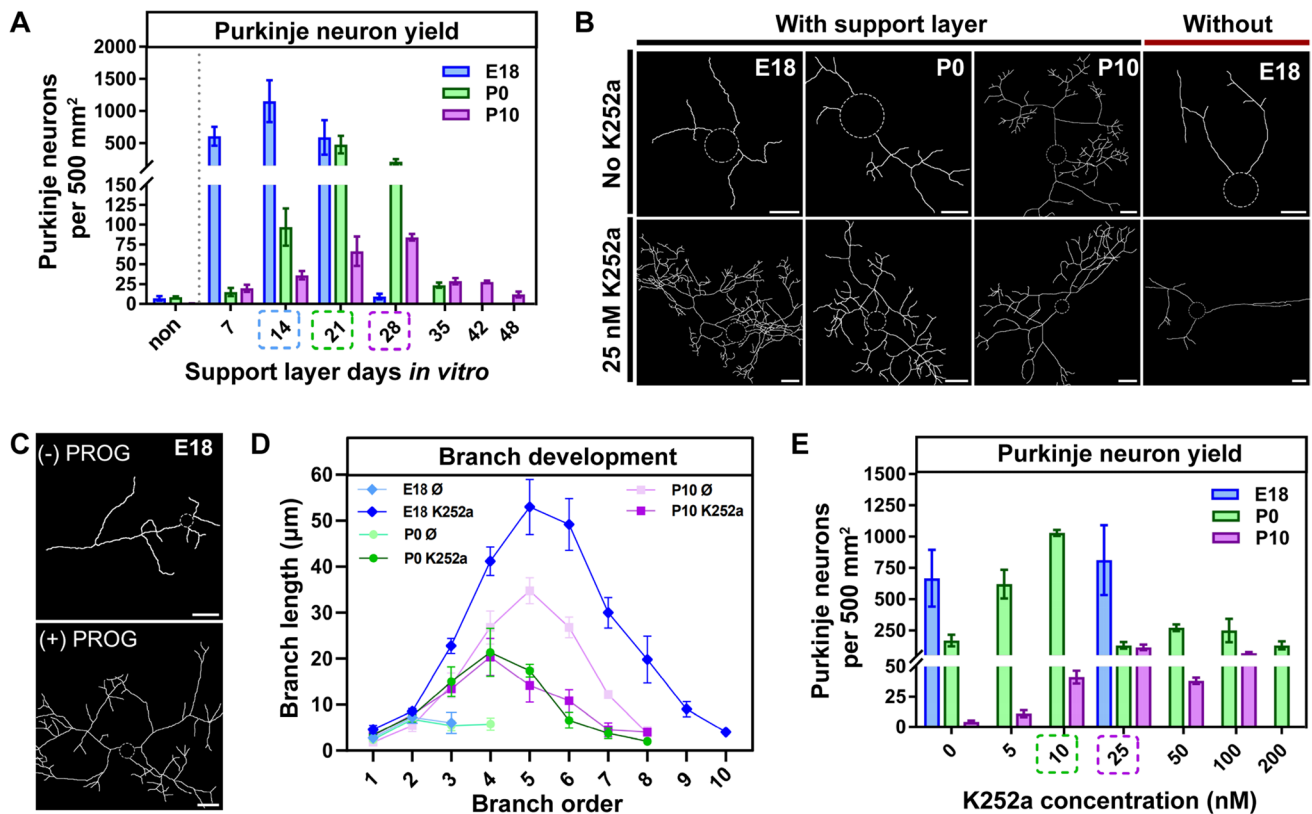 A
Purkinje neuron yield
Purkinje neurons
per 500 mm²
2000
1500
1000
500
150
125
100
75
50
25
0
E18
P0
P10
non
7
14
21
28
35
42
48
Support layer days in vitro
B
With support layer
Without
No K252a
25 nM K252a
E18
P0
P10
E18
C
(-) PROG
E18
(+) PROG
D
Branch development
Branch length (µm)
60
50
40
30
20
10
0
E18 Ø
E18 K252a
P0 Ø
P0 K252a
P10 Ø
P10 K252a
1
2
3
4
5
6
7
8
9
10
Branch order
E
Purkinje neuron yield
Purkinje neurons
per 500 mm²
1500
1250
1000
750
500
250
50
25
0
E18
P0
P10
0
5
10
25
50
100
200
K252a concentration (nM)